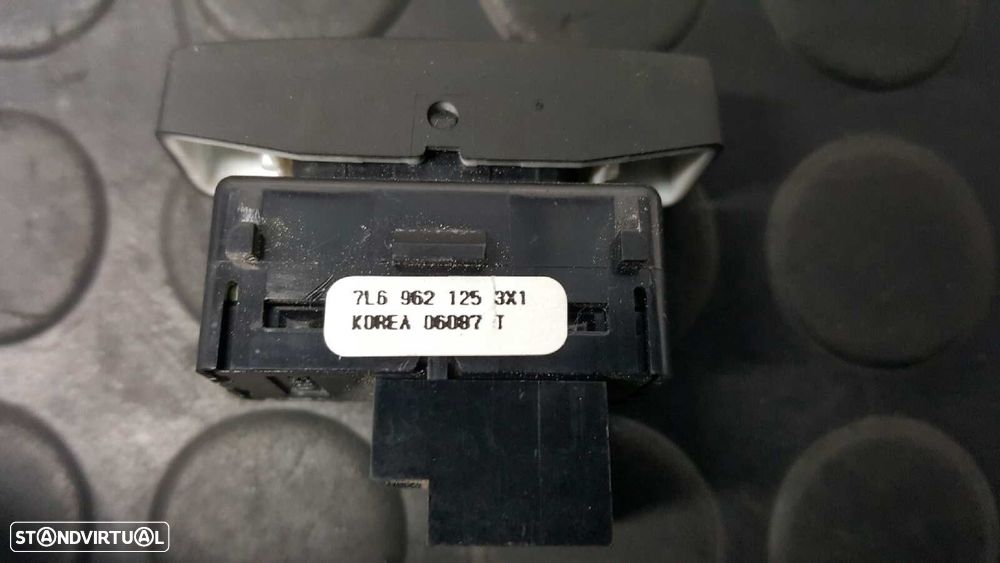 7L6 962 125 3X1
KOREA 06087 T
STANDVIRTUAL